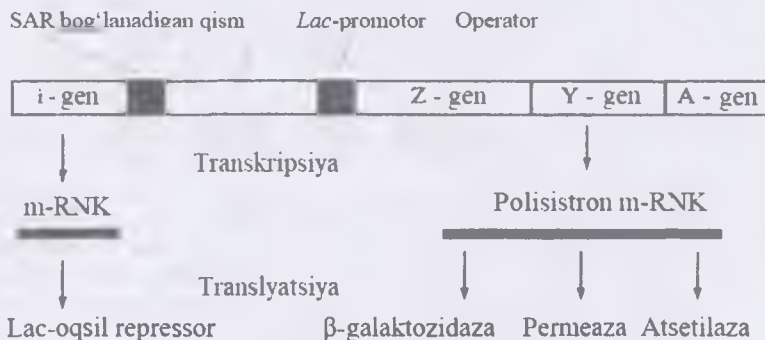 SAR bog‘lanadigan qism Lac-promotor Operator
i - gen Z - gen Y - gen A - gen
Transkripsiya
m-RNK Polisistron m-RNK
Translyatsiya
Lac-oqsil repressor β-galaktozidaza Permeaza Atsetilaza